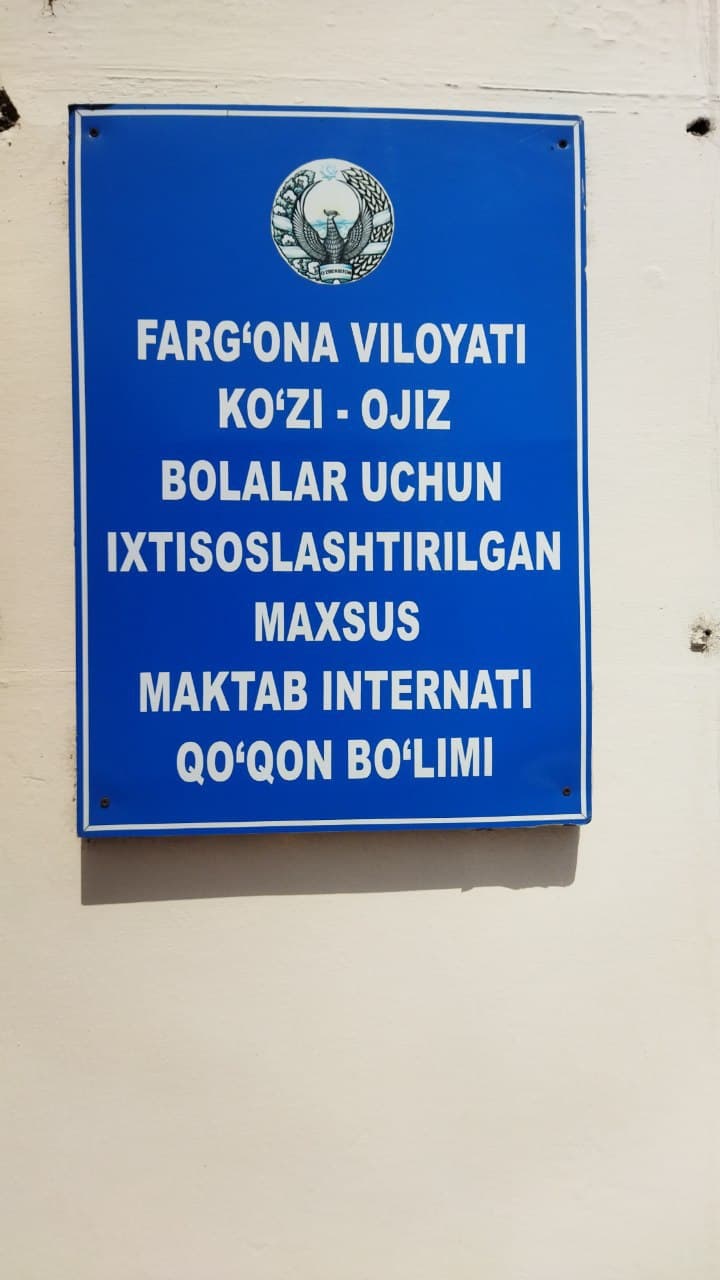 FARG‘ONA VILOYATI
KO‘ZI - OJIZ
BOLALAR UCHUN
IXTISOSLASHTIRILGAN
MAXSUS
MAKTAB INTERNATI
QO‘QON BO‘LIMI